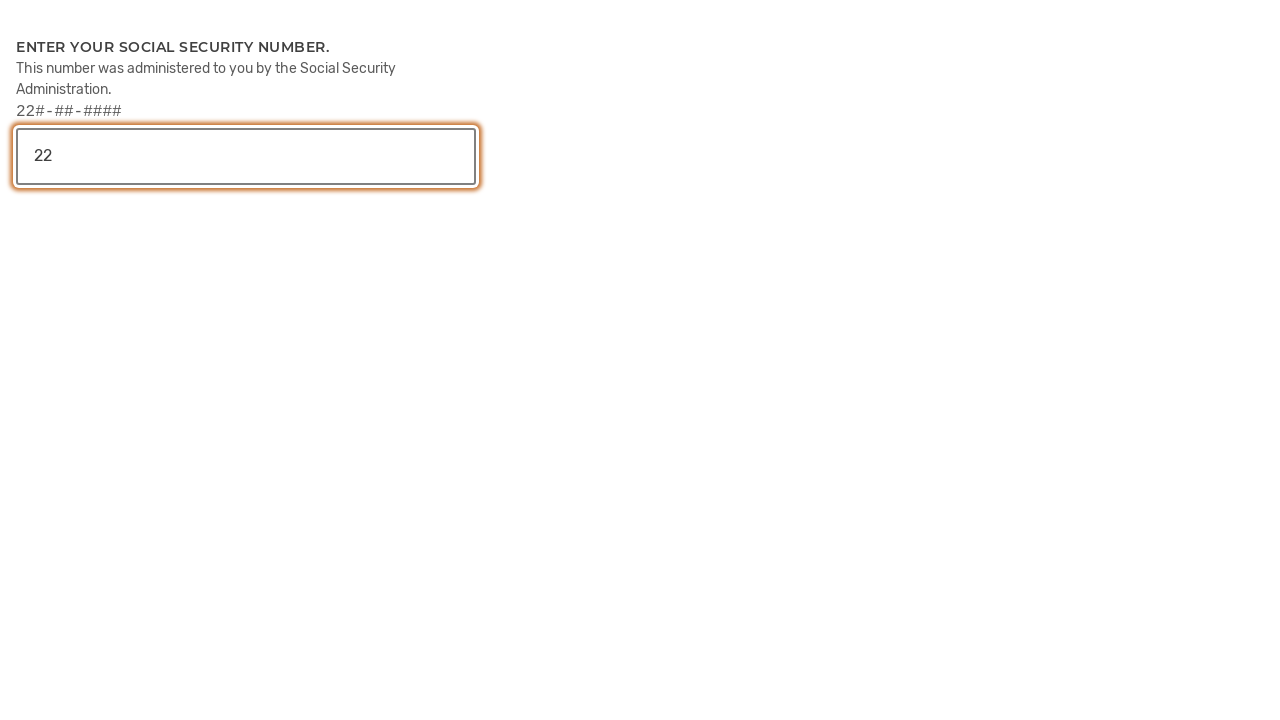 ENTER YOUR SOCIAL SECURITY NUMBER.
This number was administered to you by the Social Security
Administration.
22#-##-####
22